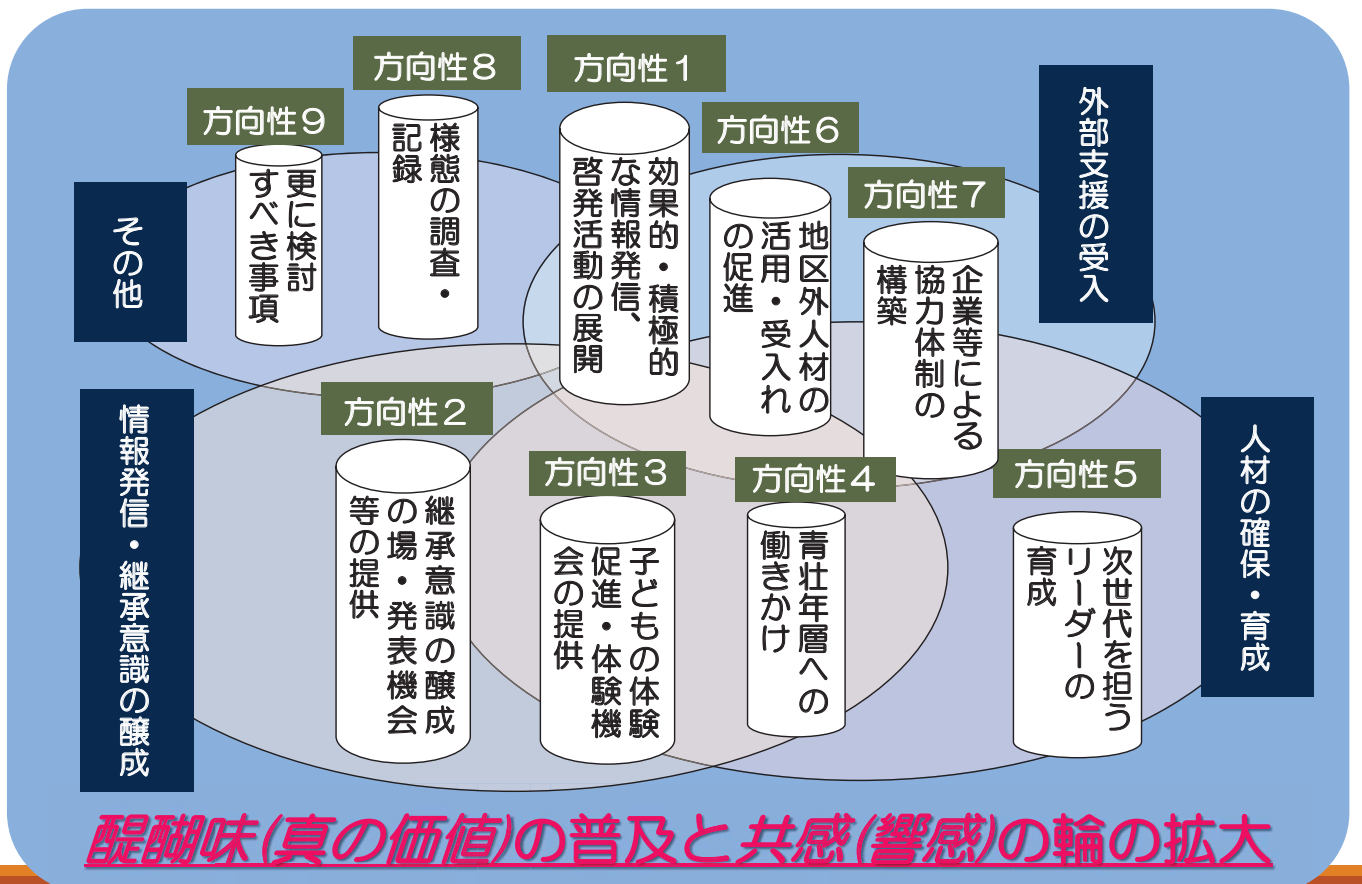 方向性8
方向性1
方向性9
方向性6
方向性7
外部支援の受入
その他
更に検討
すべき事項
様態の調査・
記録
効果的・積極的
な情報発信、
啓発活動の展開
地区外人材の
活用・受入れ
の促進
企業等による
協力体制の
構築
情報発信・継承意識の醸成
方向性2
方向性3
方向性4
方向性5
人材の確保・育成
継承意識の醸成
の場・発表機会
等の提供
子どもの体験
促進・体験機
会の提供
青壮年層への
働きかけ
次世代を担う
リーダーの
育成
醍醐味(真の価値)の普及と共感(響感)の輪の拡大